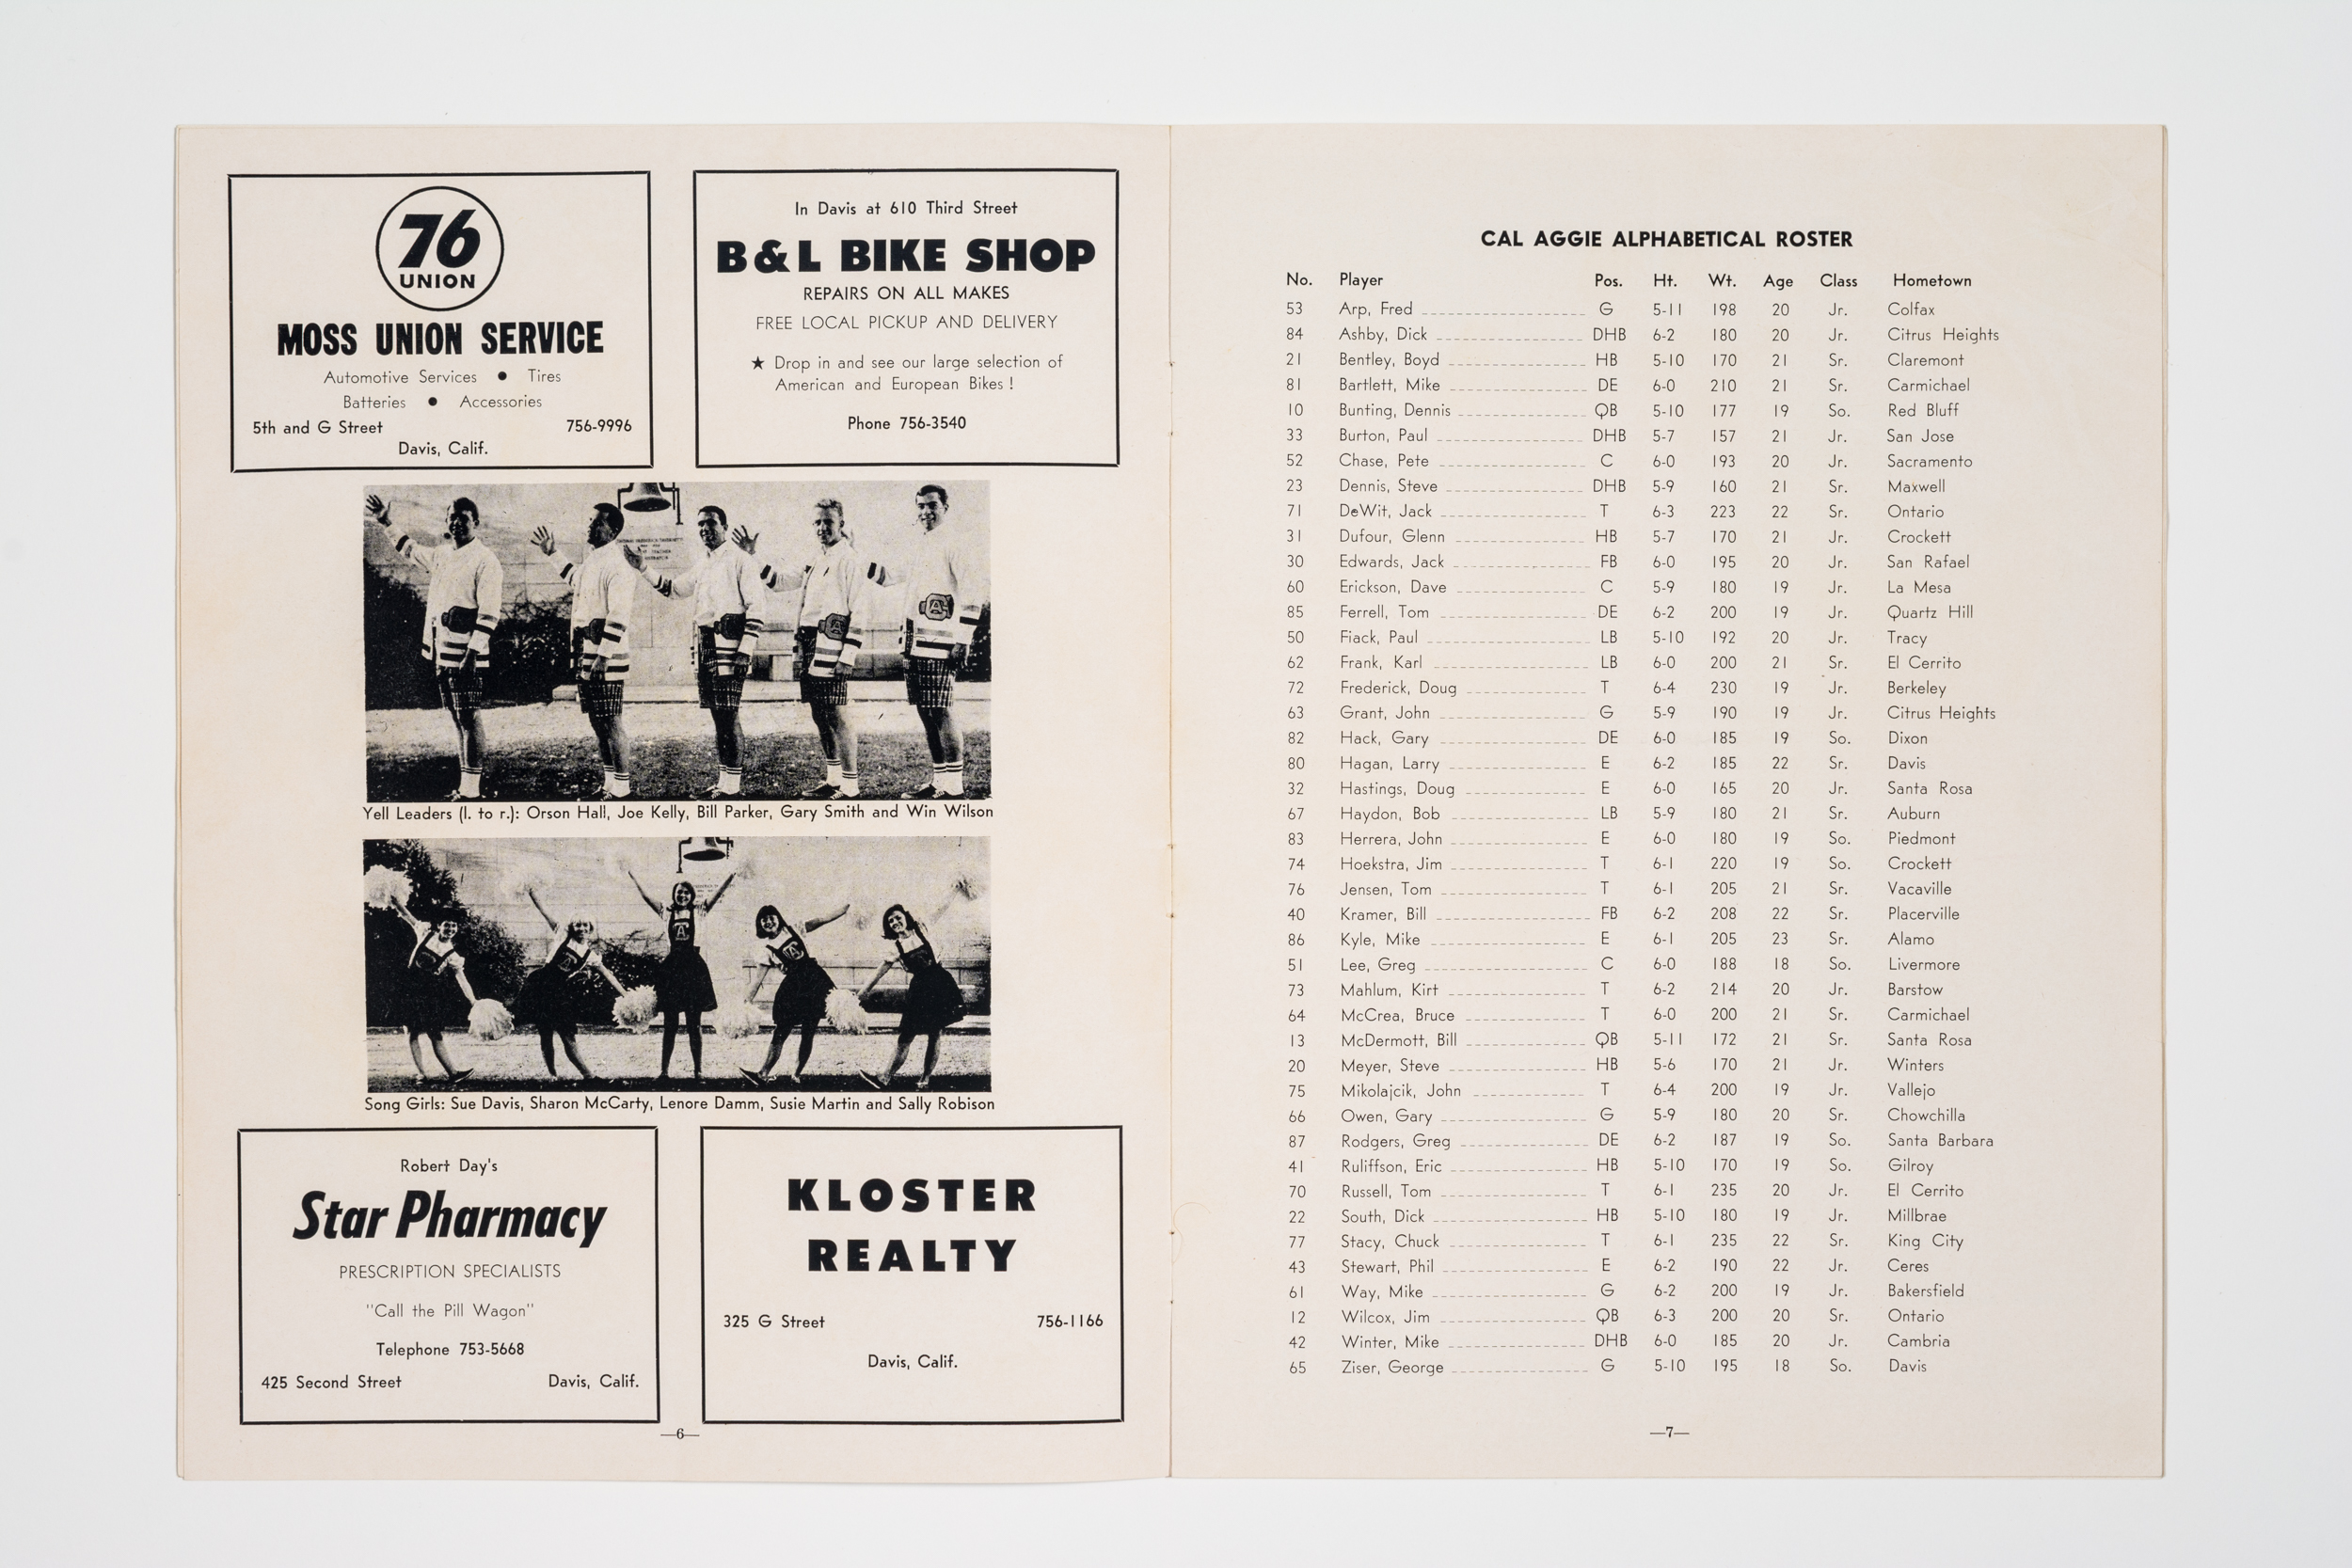 76
UNION
MOSS UNION SERVICE
Automotive Services ● Tires
Batteries ● Accessories
5th and G Street 756-9996
Davis, Calif.
In Davis at 610 Third Street
B&L BIKE SHOP
REPAIRS ON ALL MAKES
FREE LOCAL PICKUP AND DELIVERY
★ Drop in and see our large selection of
American and European Bikes !
Phone 756-3540
Yell Leaders (l. to r.): Orson Hall, Joe Kelly, Bill Parker, Gary Smith and Win Wilson
Song Girls: Sue Davis, Sharon McCarty, Lenore Damm, Susie Martin and Sally Robison
Robert Day's
Star Pharmacy
PRESCRIPTION SPECIALISTS
"Call the Pill Wagon"
Telephone 753-5668
425 Second Street Davis, Calif.
KLOSTER
REALTY
325 G Street 756-1166
Davis, Calif.
—6—
CAL AGGIE ALPHABETICAL ROSTER
No. Player Pos. Ht. Wt. Age Class Hometown
53 Arp, Fred G 5-11 198 20 Jr. Colfax
84 Ashby, Dick DHB 6-2 180 20 Jr. Citrus Heights
21 Bentley, Boyd HB 5-10 170 21 Sr. Claremont
81 Bartlett, Mike DE 6-0 210 21 Sr. Carmichael
10 Bunting, Dennis QB 5-10 177 19 So. Red Bluff
33 Burton, Paul DHB 5-7 157 21 Jr. San Jose
52 Chase, Pete C 6-0 193 20 Jr. Sacramento
23 Dennis, Steve DHB 5-9 160 21 Sr. Maxwell
71 DeWit, Jack T 6-3 223 22 Sr. Ontario
31 Dufour, Glenn HB 5-7 170 21 Jr. Crockett
30 Edwards, Jack FB 6-0 195 20 Jr. San Rafael
60 Erickson, Dave C 5-9 180 19 Jr. La Mesa
85 Ferrell, Tom DE 6-2 200 19 Jr. Quartz Hill
50 Fiack, Paul LB 5-10 192 20 Jr. Tracy
62 Frank, Karl LB 6-0 200 21 Sr. El Cerrito
72 Frederick, Doug T 6-4 230 19 Jr. Berkeley
63 Grant, John G 5-9 190 19 Jr. Citrus Heights
82 Hack, Gary DE 6-0 185 19 So. Dixon
80 Hagan, Larry E 6-2 185 22 Sr. Davis
32 Hastings, Doug E 6-0 165 20 Jr. Santa Rosa
67 Haydon, Bob LB 5-9 180 21 Sr. Auburn
83 Herrera, John E 6-0 180 19 So. Piedmont
74 Hoekstra, Jim T 6-1 220 19 So. Crockett
76 Jensen, Tom T 6-1 205 21 Sr. Vacaville
40 Kramer, Bill FB 6-2 208 22 Sr. Placerville
86 Kyle, Mike E 6-1 205 23 Sr. Alamo
51 Lee, Greg C 6-0 188 18 So. Livermore
73 Mahlum, Kirt T 6-2 214 20 Jr. Barstow
64 McCrea, Bruce T 6-0 200 21 Sr. Carmichael
13 McDermott, Bill QB 5-11 172 21 Sr. Santa Rosa
20 Meyer, Steve HB 5-6 170 21 Jr. Winters
75 Mikolajcik, John T 6-4 200 19 Jr. Vallejo
66 Owen, Gary G 5-9 180 20 Sr. Chowchilla
87 Rodgers, Greg DE 6-2 187 19 So. Santa Barbara
41 Ruliffson, Eric HB 5-10 170 19 So. Gilroy
70 Russell, Tom T 6-1 235 20 Jr. El Cerrito
22 South, Dick HB 5-10 180 19 Jr. Millbrae
77 Stacy, Chuck T 6-1 235 22 Sr. King City
43 Stewart, Phil E 6-2 190 22 Jr. Ceres
61 Way, Mike G 6-2 200 19 Jr. Bakersfield
12 Wilcox, Jim QB 6-3 200 20 Sr. Ontario
42 Winter, Mike DHB 6-0 185 20 Jr. Cambria
65 Ziser, George G 5-10 195 18 So. Davis
—7—